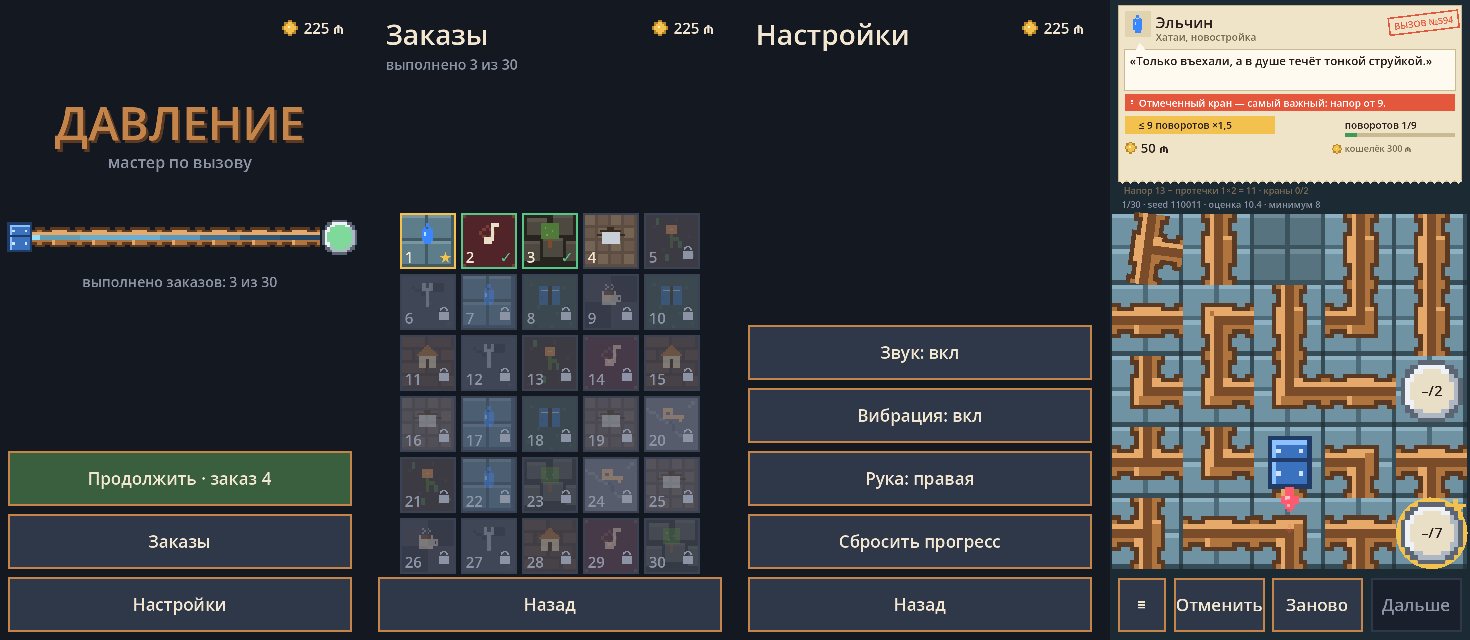 225 ₼
ДАВЛЕНИЕ
мастер по вызову
выполнено заказов: 3 из 30
Продолжить · заказ 4
Заказы
Настройки
Заказы
225 ₼
выполнено 3 из 30
1 2 3 4 5
6 7 8 9 10
11 12 13 14 15
16 17 18 19 20
21 22 23 24 25
26 27 28 29 30
Назад
Настройки
225 ₼
Звук: вкл
Вибрация: вкл
Рука: правая
Сбросить прогресс
Назад
Эльчин
Хатаи, новостройка
ВЫЗОВ №594
«Только въехали, а в душе течёт тонкой струйкой.»
Отмеченный кран — самый важный: напор от 9.
≤ 9 поворотов ×1,5
поворотов 1/9
50 ₼
кошелёк 300 ₼
Напор 13 − протечки 1×2 = 11 · краны 0/2
1/30 · seed 110011 · оценка 10.4 · минимум 8
–/2
–/7
≡
Отменить
Заново
Дальше